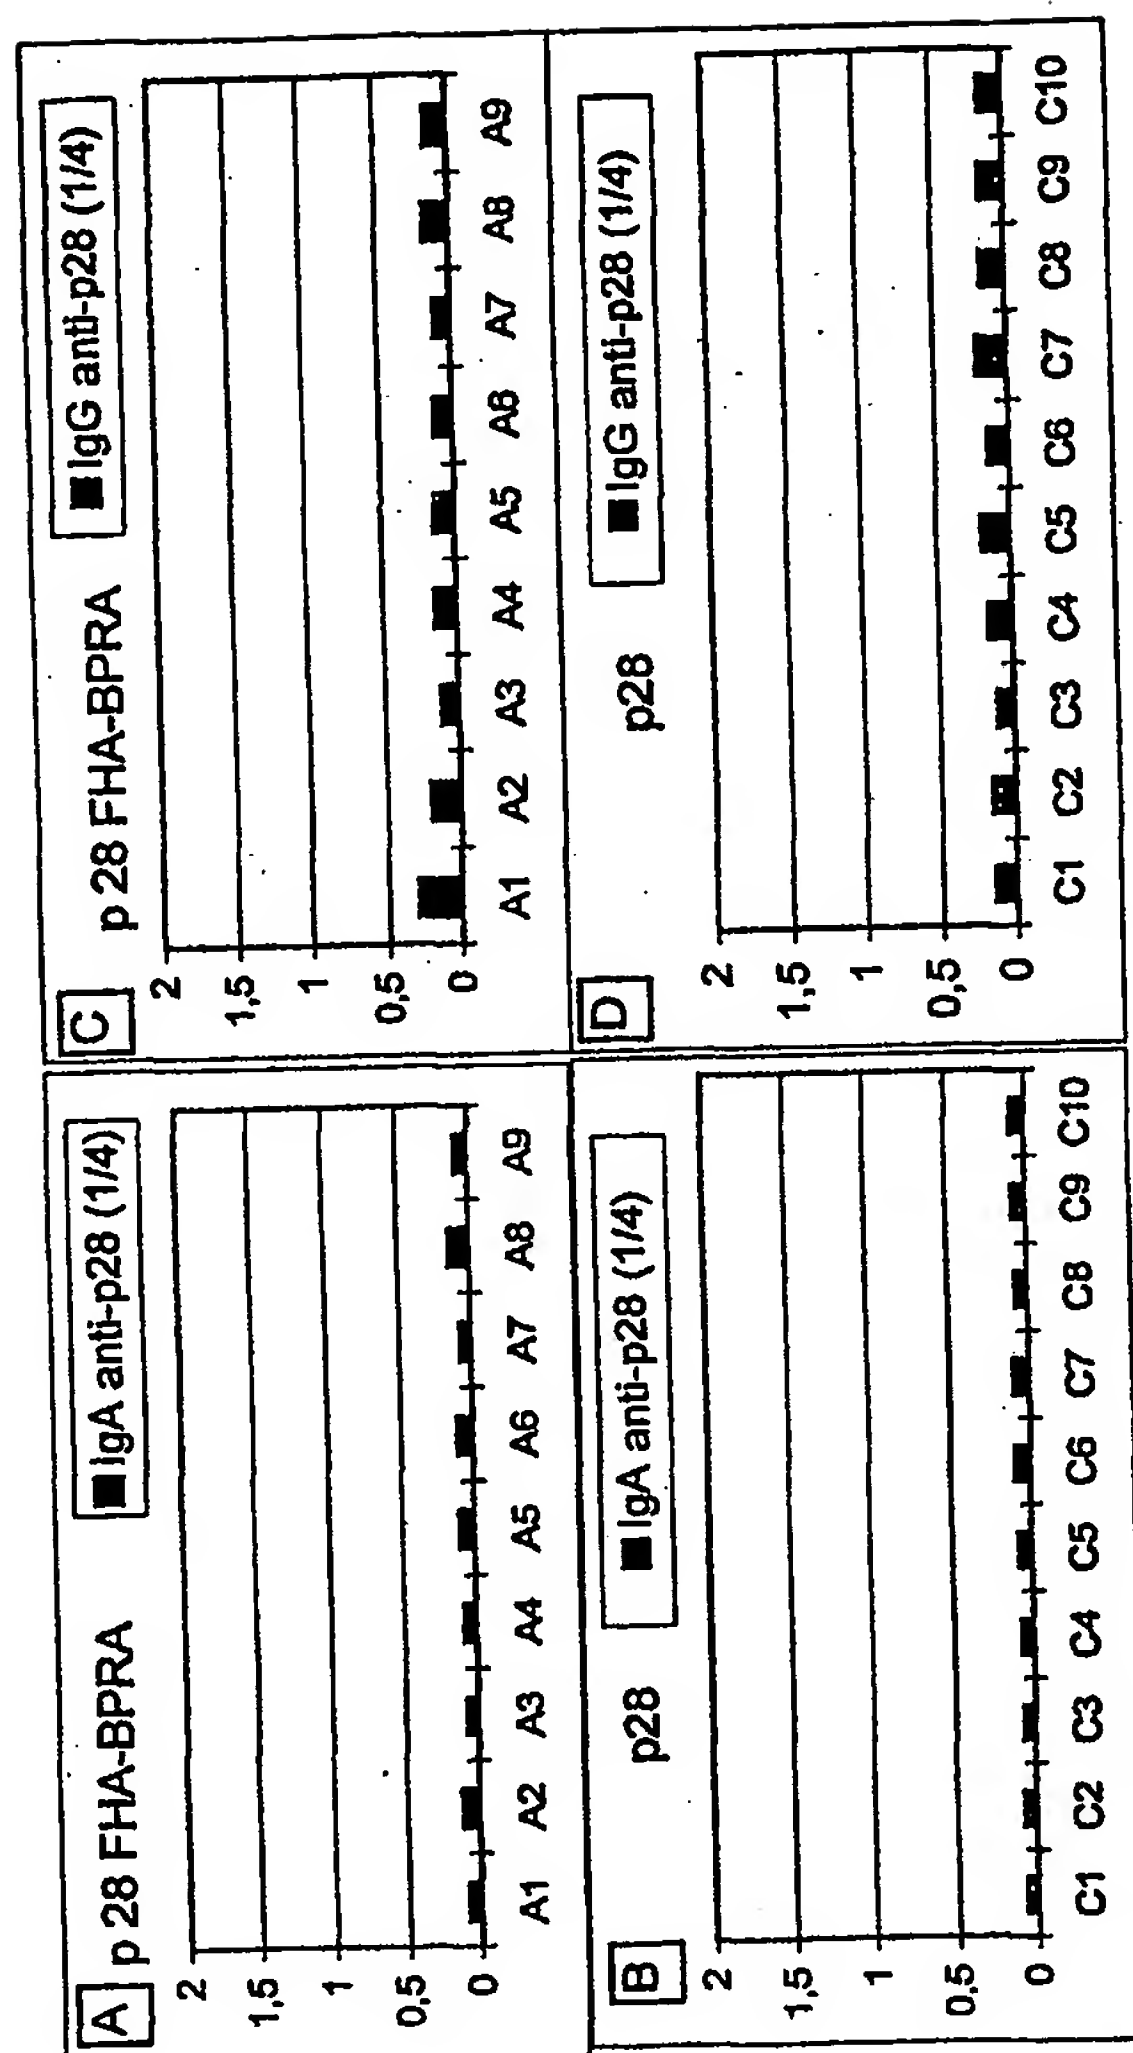 A
p 28 FHA-BPRA
IgA anti-p28 (1/4)
2
1,5
1
0,5
0
A1 A2 A3 A4 A5 A6 A7 A8 A9
C
p 28 FHA-BPRA
IgG anti-p28 (1/4)
2
1,5
1
0,5
0
A1 A2 A3 A4 A5 A6 A7 A8 A9
B
p28
IgA anti-p28 (1/4)
2
1,5
1
0,5
0
C1 C2 C3 C4 C5 C6 C7 C8 C9 C10
D
p28
IgG anti-p28 (1/4)
2
1,5
1
0,5
0
C1 C2 C3 C4 C5 C6 C7 C8 C9 C10